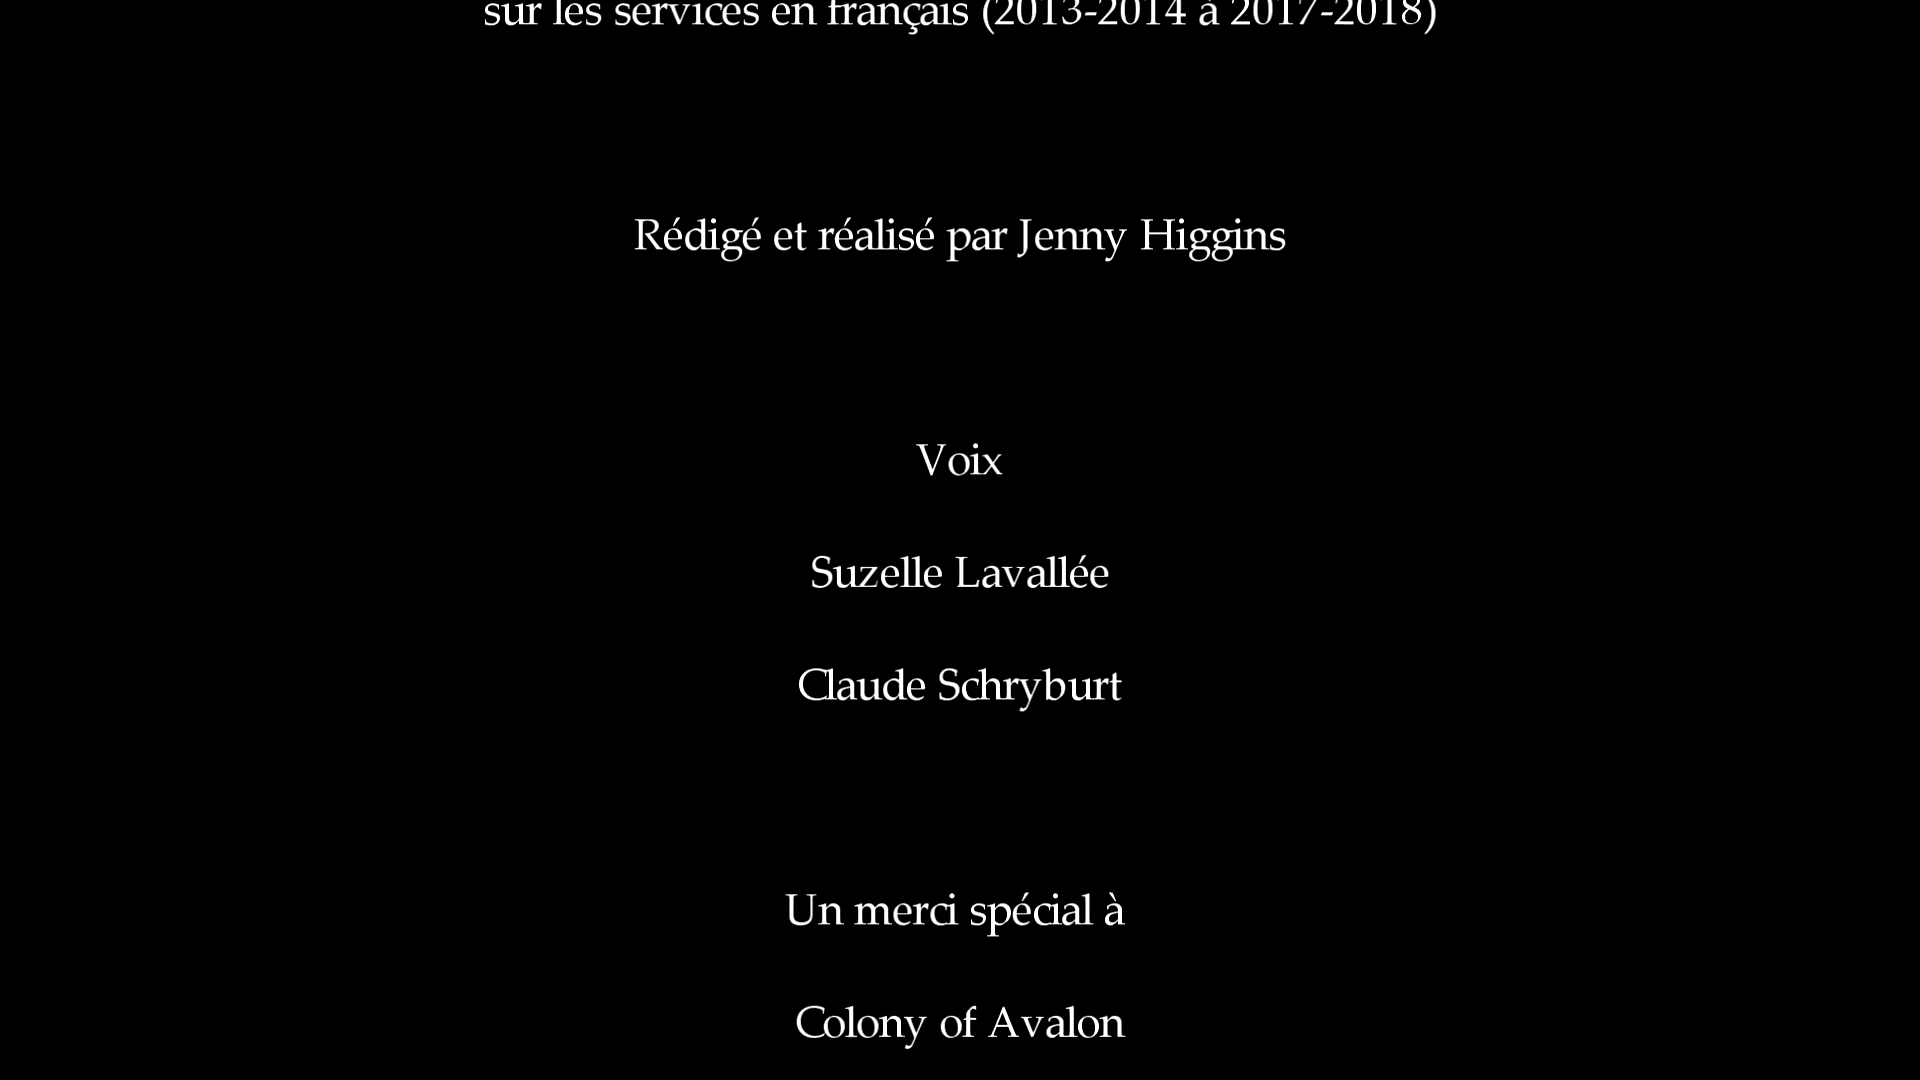 sur les services en français (2013-2014 à 2017-2018)
Rédigé et réalisé par Jenny Higgins
Voix
Suzelle Lavallée
Claude Schryburt
Un merci spécial à
Colony of Avalon